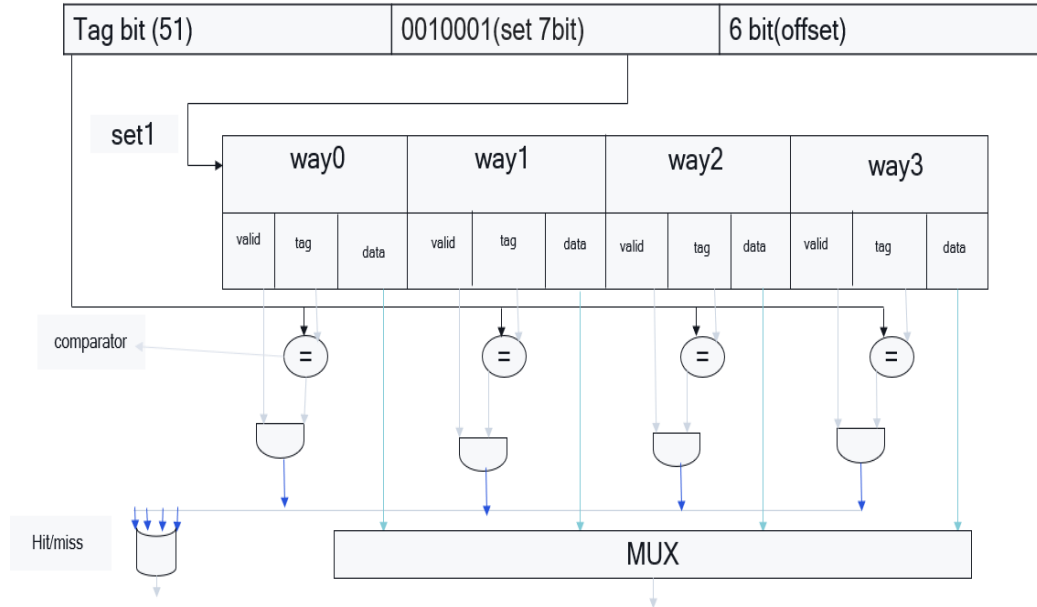 Tag bit (51)
0010001(set 7bit)
6 bit(offset)
set1
way0
way1
way2
way3
valid
tag
data
valid
tag
data
valid
tag
data
valid
tag
data
comparator
=
=
=
=
Hit/miss
MUX